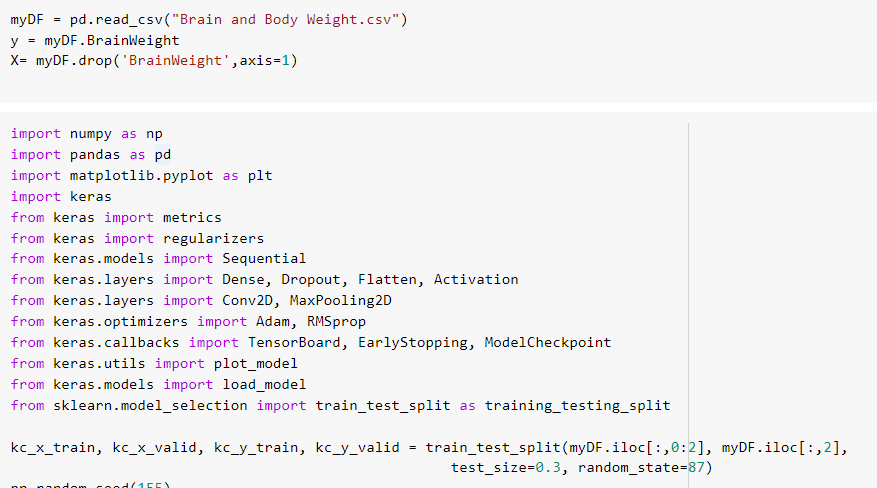 myDF = pd.read_csv("Brain and Body Weight.csv")
y = myDF.BrainWeight
X= myDF.drop('BrainWeight',axis=1)
import numpy as np
import pandas as pd
import matplotlib.pyplot as plt
import keras
from keras import metrics
from keras import regularizers
from keras.models import Sequential
from keras.layers import Dense, Dropout, Flatten, Activation
from keras.layers import Conv2D, MaxPooling2D
from keras.optimizers import Adam, RMSprop
from keras.callbacks import TensorBoard, EarlyStopping, ModelCheckpoint
from keras.utils import plot_model
from keras.models import load_model
from sklearn.model_selection import train_test_split as training_testing_split
kc_x_train, kc_x_valid, kc_y_train, kc_y_valid = train_test_split(myDF.iloc[:,0:2], myDF.iloc[:,2],
test_size=0.3, random_state=87)
np.random.seed(155)